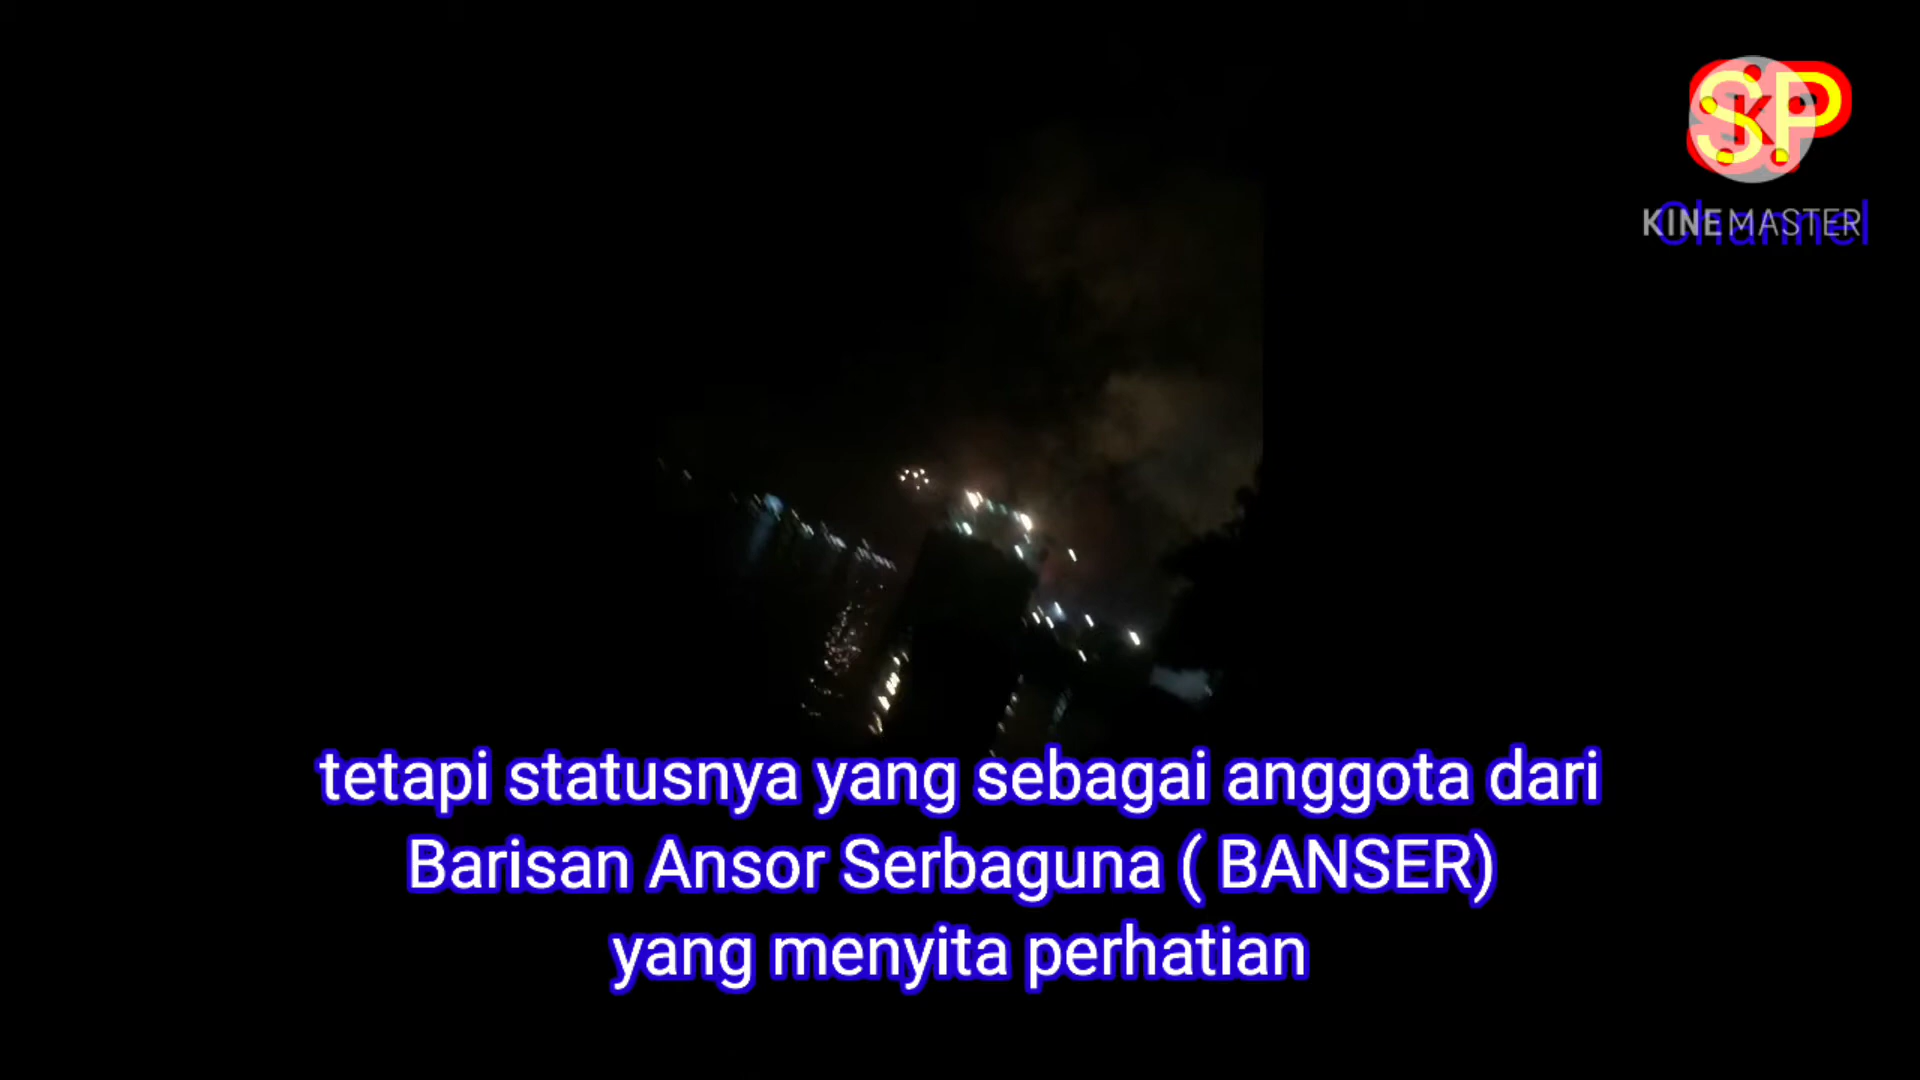 SP
K
KINEMASTER
Channel
tetapi statusnya yang sebagai anggota dari
Barisan Ansor Serbaguna ( BANSER)
yang menyita perhatian